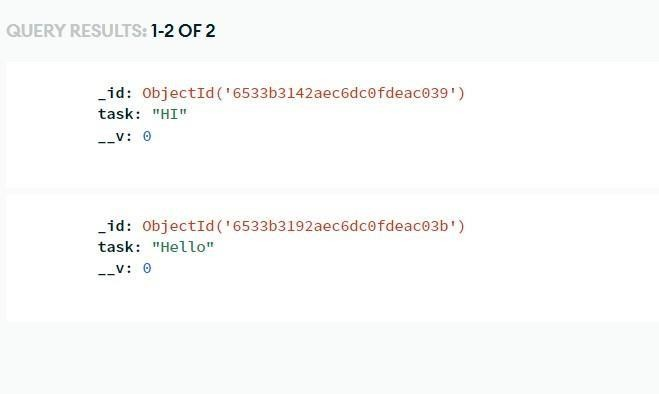 QUERY RESULTS: 1-2 OF 2
_id: ObjectId('6533b3142aec6dc0fdeac039')
task: "HI"
__v: 0
_id: ObjectId('6533b3192aec6dc0fdeac03b')
task: "Hello"
__v: 0